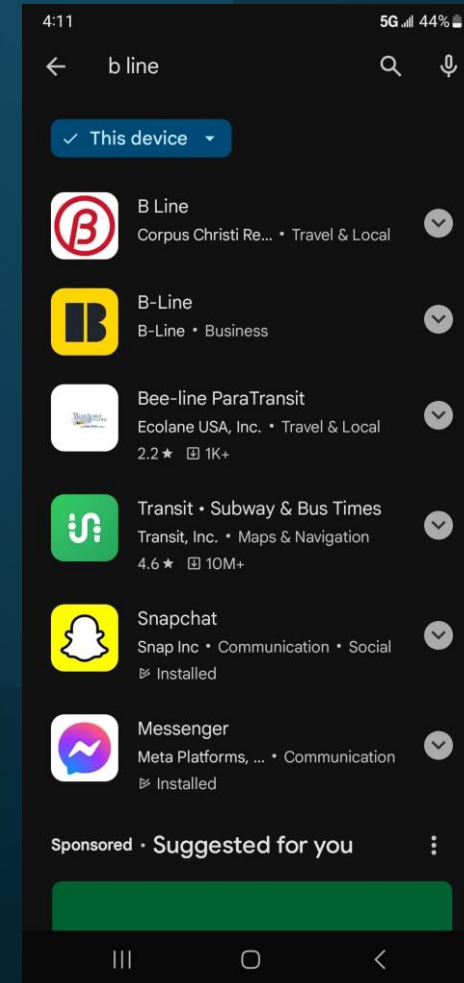 4:11 5G 44%
b line
This device
B Line
Corpus Christi Re... • Travel & Local
B-Line
B-Line • Business
Bee-line ParaTransit
Ecolane USA, Inc. • Travel & Local
2.2★ 1K+
Transit • Subway & Bus Times
Transit, Inc. • Maps & Navigation
4.6★ 10M+
Snapchat
Snap Inc • Communication • Social
Installed
Messenger
Meta Platforms, ... • Communication
Installed
Sponsored · Suggested for you